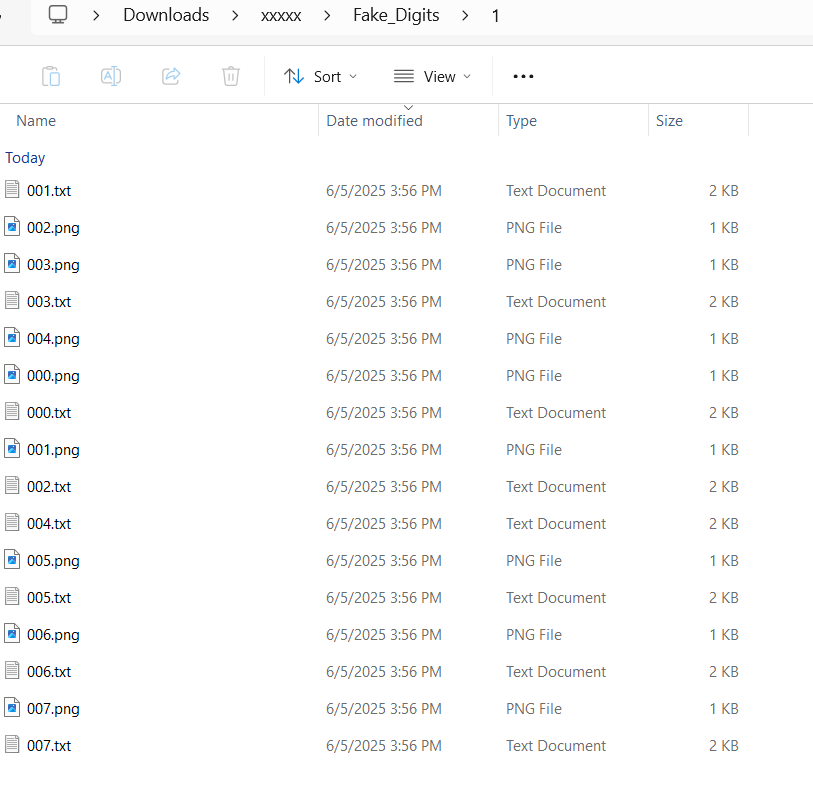 Downloads > xxxxx > Fake_Digits > 1
Sort View
Name Date modified Type Size
Today
001.txt 6/5/2025 3:56 PM Text Document 2 KB
002.png 6/5/2025 3:56 PM PNG File 1 KB
003.png 6/5/2025 3:56 PM PNG File 1 KB
003.txt 6/5/2025 3:56 PM Text Document 2 KB
004.png 6/5/2025 3:56 PM PNG File 1 KB
000.png 6/5/2025 3:56 PM PNG File 1 KB
000.txt 6/5/2025 3:56 PM Text Document 2 KB
001.png 6/5/2025 3:56 PM PNG File 1 KB
002.txt 6/5/2025 3:56 PM Text Document 2 KB
004.txt 6/5/2025 3:56 PM Text Document 2 KB
005.png 6/5/2025 3:56 PM PNG File 1 KB
005.txt 6/5/2025 3:56 PM Text Document 2 KB
006.png 6/5/2025 3:56 PM PNG File 1 KB
006.txt 6/5/2025 3:56 PM Text Document 2 KB
007.png 6/5/2025 3:56 PM PNG File 1 KB
007.txt 6/5/2025 3:56 PM Text Document 2 KB